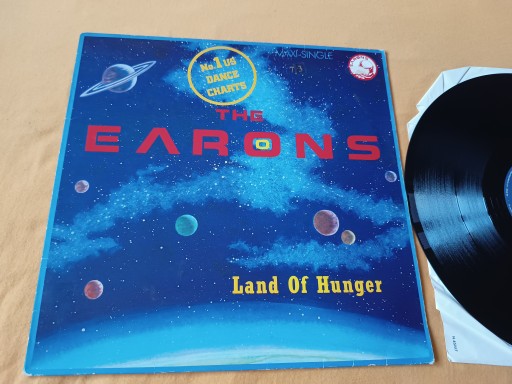 No.1 US
DANCE
CHARTS
MAXI-SINGLE
THE
EARONS
Land Of Hunger